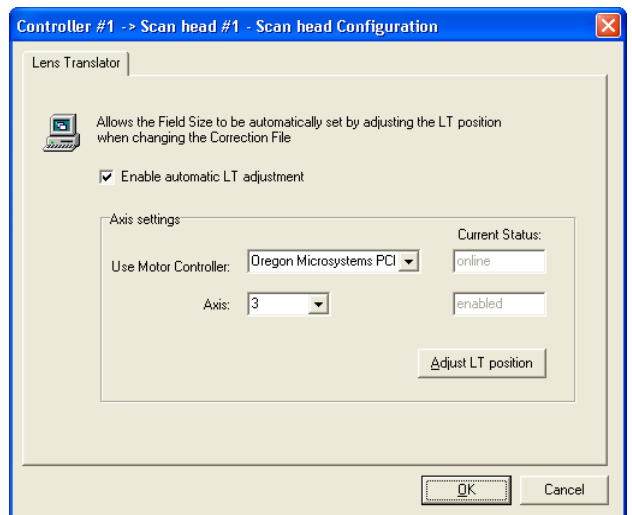 Controller #1 -> Scan head #1 - Scan head Configuration
Lens Translator
Allows the Field Size to be automatically set by adjusting the LT position
when changing the Correction File
Enable automatic LT adjustment
Axis settings
Current Status:
Use Motor Controller: Oregon Microsystems PCI online
Axis: 3 enabled
Adjust LT position
OK Cancel